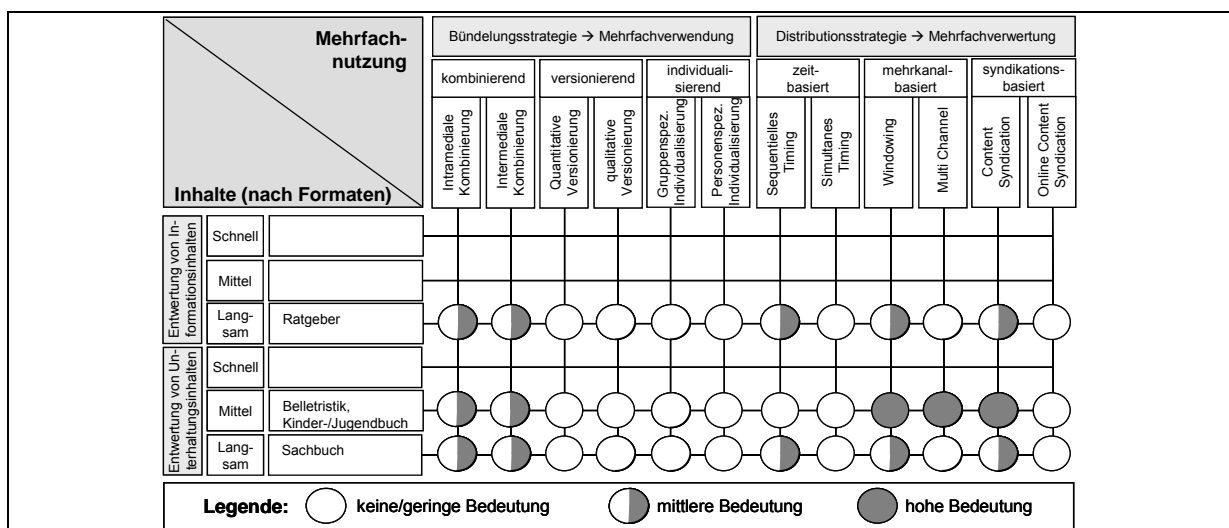 Mehrfach-
nutzung
Inhalte (nach Formaten)
Bündelungsstrategie → Mehrfachverwendung
Distributionsstrategie → Mehrfachverwertung
kombinierend
versionierend
individuali-
sierend
zeit-
basiert
mehrkanal-
basiert
syndikations-
basiert
Intramediale
Kombinierung
Intermediale
Kombinierung
Quantitative
Versionierung
qualitative
Versionierung
Gruppenspez.
Individualisierung
Personenspez.
Individualisierung
Sequentielles
Timing
Simultanes
Timing
Windowing
Multi Channel
Content
Syndication
Online Content
Syndication
Entwertung von In-
formationsinhalten
Schnell
Mittel
Lang-
sam
Ratgeber
Entwertung von Un-
terhaltungsinhalten
Schnell
Mittel
Belletristik,
Kinder-/Jugendbuch
Lang-
sam
Sachbuch
Legende: keine/geringe Bedeutung mittlere Bedeutung hohe Bedeutung